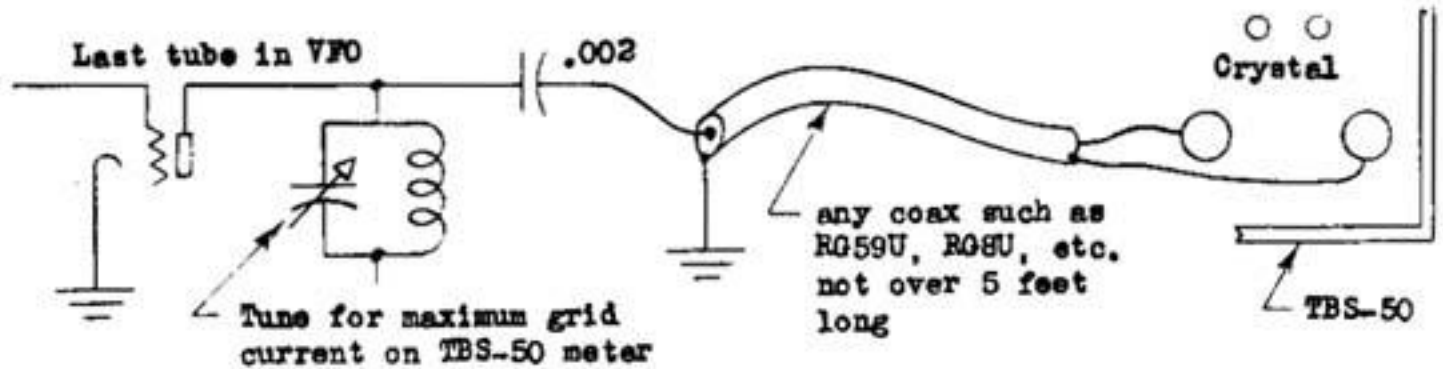 Last tube in VFO
.002
Crystal
any coax such as
RG59U, RG8U, etc.
not over 5 feet
long
TBS-50
Tune for maximum grid
current on TBS-50 meter